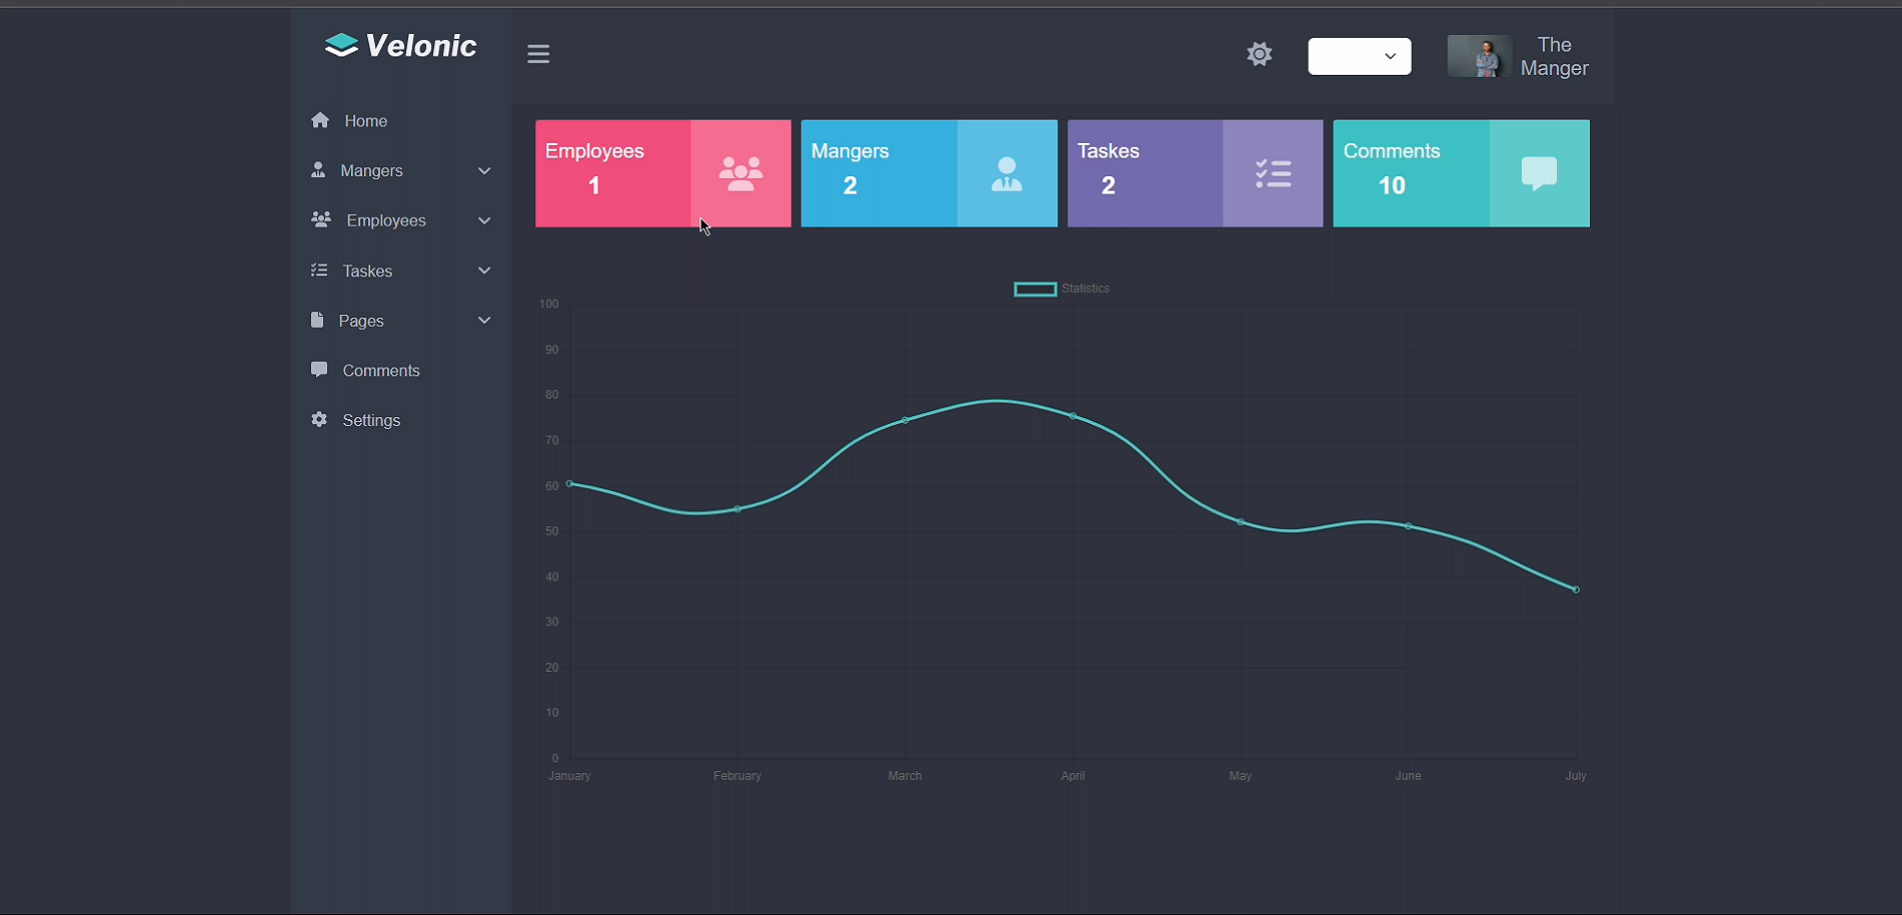 Velonic
The
Manger
Home
Mangers
Employees
Taskes
Pages
Comments
Settings
Employees
1
Mangers
2
Taskes
2
Comments
10
Statistics
100
90
80
70
60
50
40
30
20
10
0
January February March April May June July